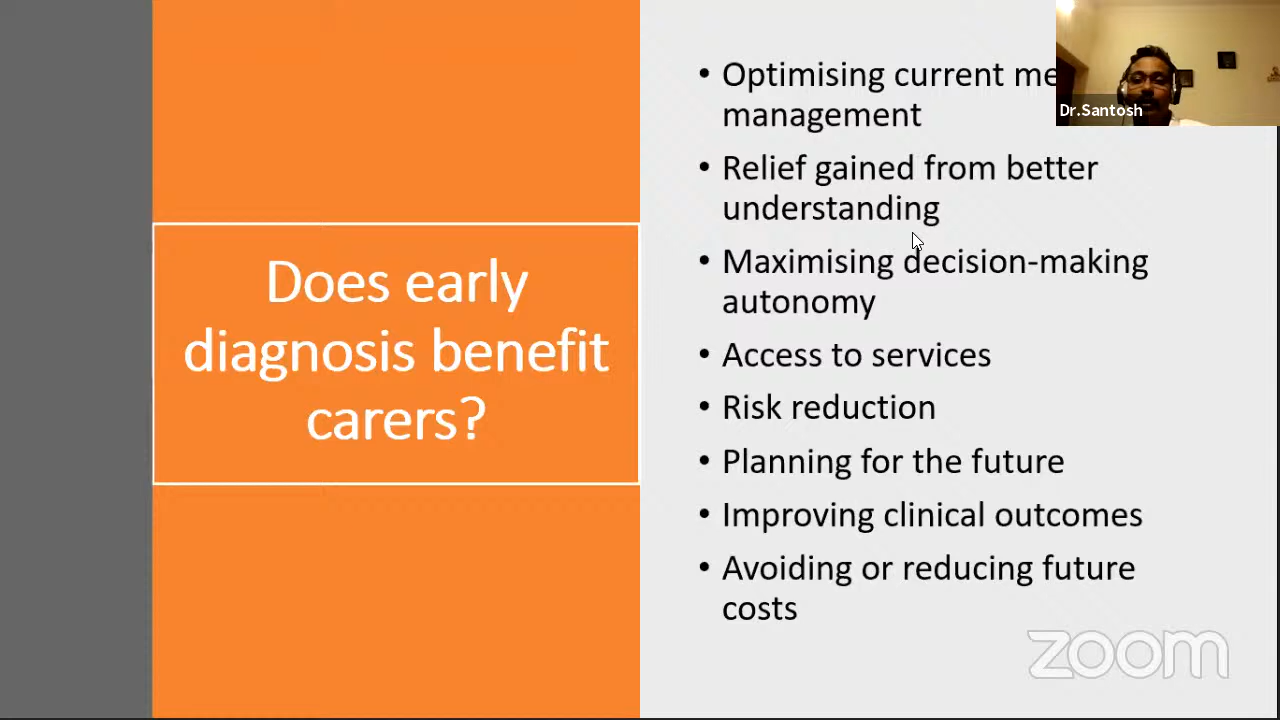 Does early
diagnosis benefit
carers?
• Optimising current
management
• Relief gained from better
understanding
• Maximising decision-making
autonomy
• Access to services
• Risk reduction
• Planning for the future
• Improving clinical outcomes
• Avoiding or reducing future
costs
Dr.Santosh
zoom